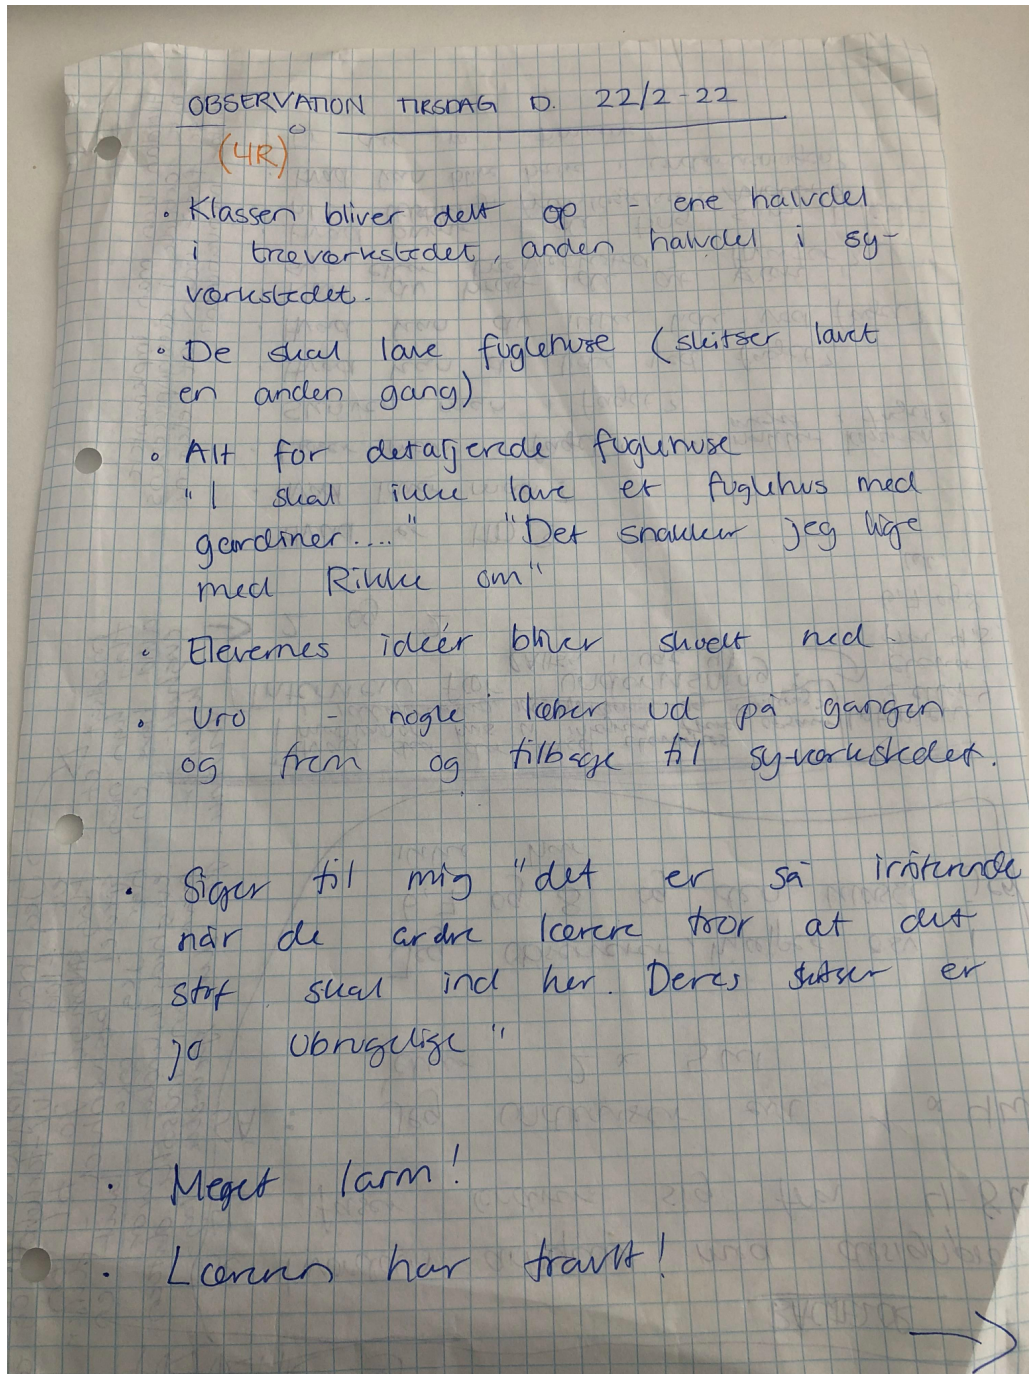 OBSERVATION TIRSDAG D. 22/2-22
(4R)
• Klassen bliver delt op - ene halvdel
i træværkstedet, anden halvdel i sy-
værkstedet.
• De skal lave fuglehuse (skitser lavet
en anden gang)
• Alt for detaljerede fuglehuse
"I skal ikke lave et fuglehus med
gardiner...." "Det snakker jeg lige
med Rikke om"
• Elevernes idéer bliver skudt ned
• Uro - nogle løber ud på gangen
og frem og tilbage til sy-værkstedet.
• Siger til mig "det er så irriterende
når de andre lærere tror at det
stof skal ind her. Deres skitser er
jo ubrugelige"
• Meget larm!
• Læreren har travlt!